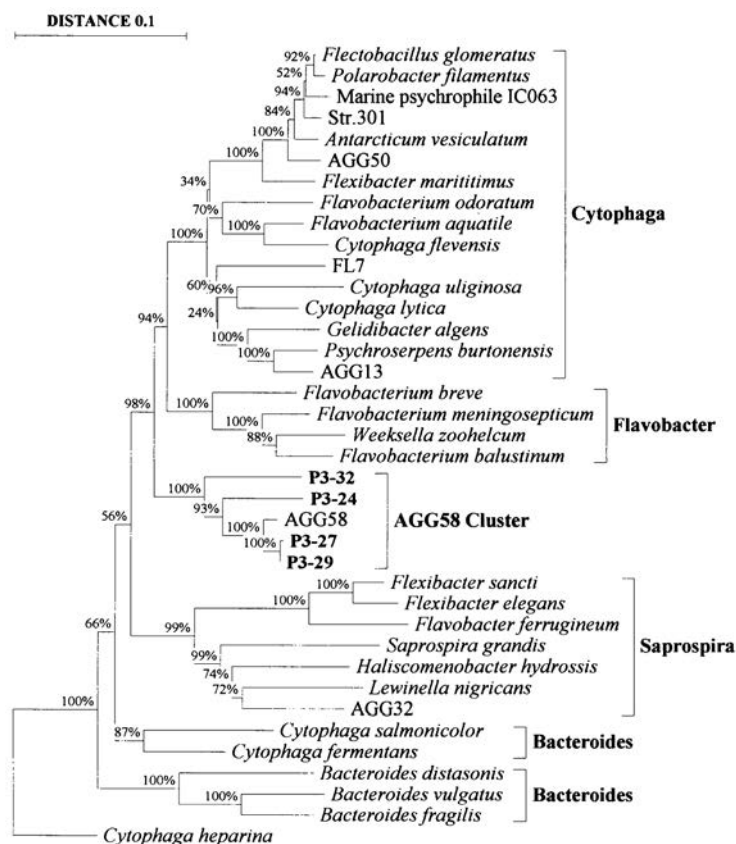 DISTANCE 0.1
92%
Flectobacillus glomeratus
52%
Polarobacter filamentus
94%
Marine psychrophile IC063
84%
Str.301
100%
Antarcticum vesiculatum
AGG50
100%
Flexibacter marititimus
34%
Flavobacterium odoratum
70%
Flavobacterium aquatile
Cytophaga
100%
100%
Cytophaga flevensis
FL7
60%
96%
Cytophaga uliginosa
94%
24%
Cytophaga lytica
Gelidibacter algens
100%
Psychroserpens burtonensis
100%
AGG13
Flavobacterium breve
98%
100%
100%
Flavobacterium meningosepticum
Flavobacter
88%
Weeksella zoohelcum
Flavobacterium balustinum
100%
P3-32
93%
P3-24
56%
100%
AGG58
AGG58 Cluster
100%
P3-27
P3-29
100%
Flexibacter sancti
100%
Flexibacter elegans
66%
99%
Flavobacter ferrugineum
Saprospira
99%
Saprospira grandis
74%
Haliscomenobacter hydrossis
72%
Lewinella nigricans
100%
AGG32
87%
Cytophaga salmonicolor
Bacteroides
Cytophaga fermentans
100%
Bacteroides distasonis
100%
Bacteroides vulgatus
Bacteroides
Bacteroides fragilis
Cytophaga heparina